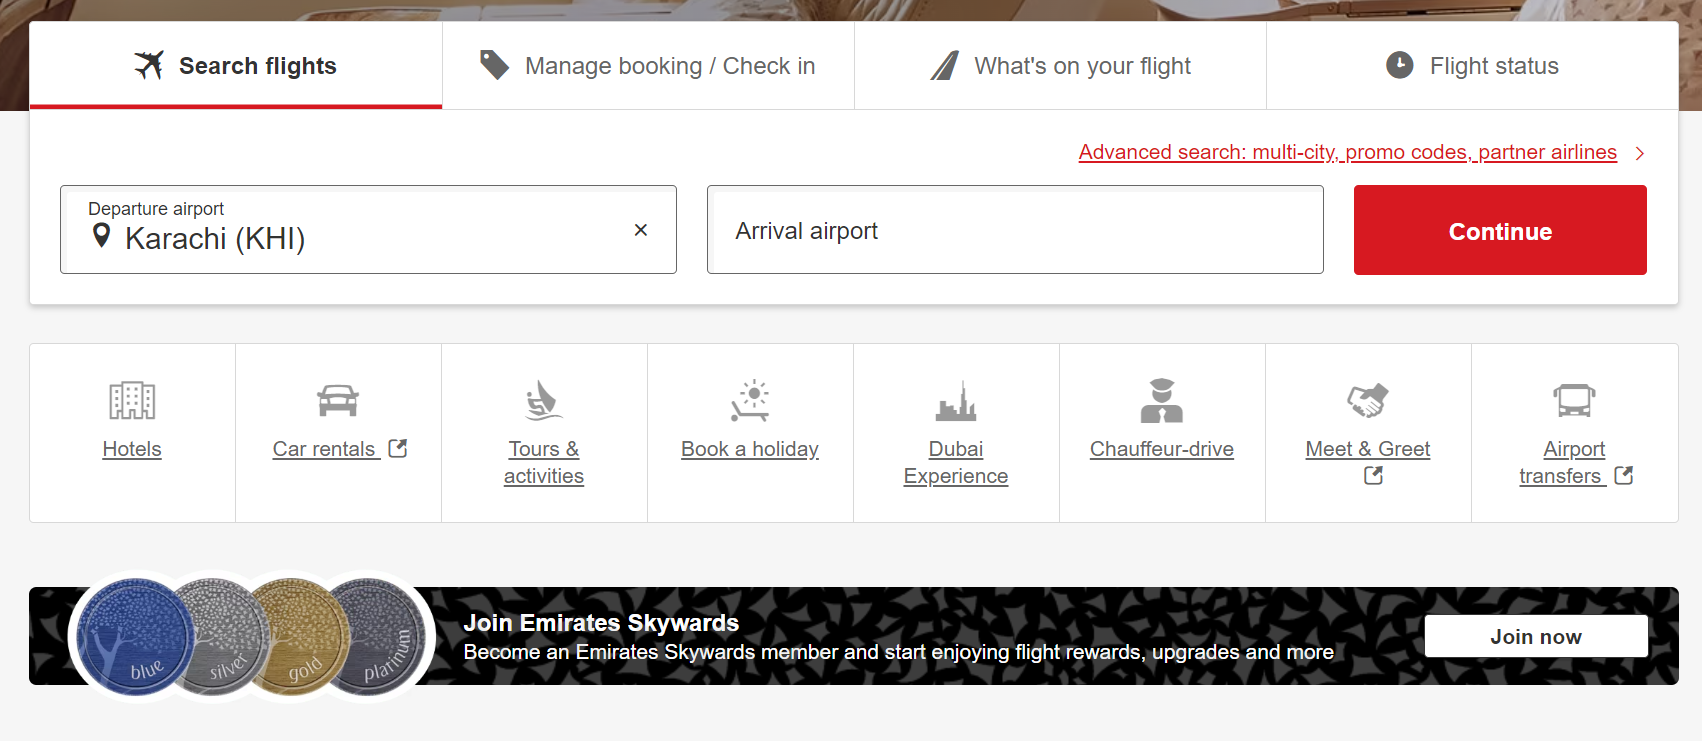 Search flights
Manage booking / Check in
What's on your flight
Flight status
Advanced search: multi-city, promo codes, partner airlines
Departure airport
Karachi (KHI)
Arrival airport
Continue
Hotels
Car rentals
Tours &
activities
Book a holiday
Dubai
Experience
Chauffeur-drive
Meet & Greet
Airport
transfers
blue
silver
gold
platinum
Join Emirates Skywards
Become an Emirates Skywards member and start enjoying flight rewards, upgrades and more
Join now